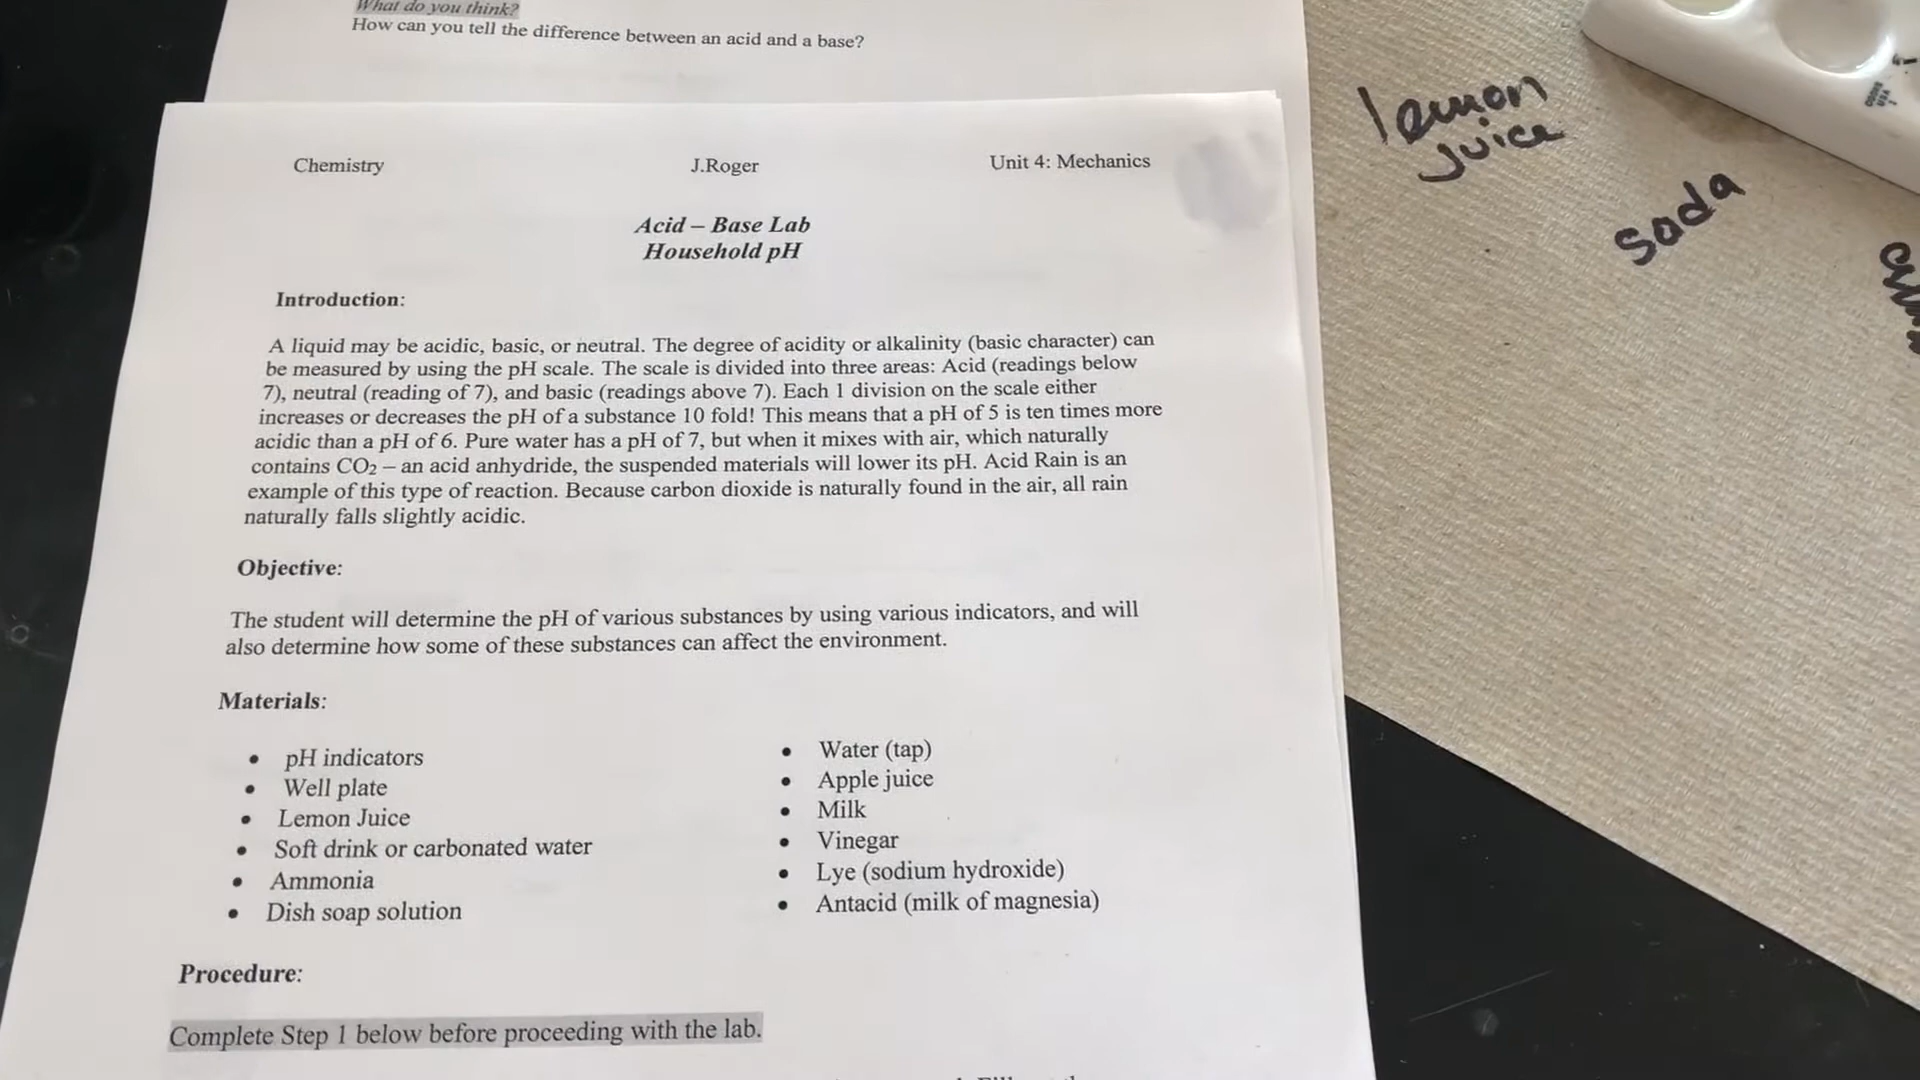 What do you think?
How can you tell the difference between an acid and a base?
Chemistry J.Roger Unit 4: Mechanics
Acid – Base Lab
Household pH
Introduction:
A liquid may be acidic, basic, or neutral. The degree of acidity or alkalinity (basic character) can
be measured by using the pH scale. The scale is divided into three areas: Acid (readings below
7), neutral (reading of 7), and basic (readings above 7). Each 1 division on the scale either
increases or decreases the pH of a substance 10 fold! This means that a pH of 5 is ten times more
acidic than a pH of 6. Pure water has a pH of 7, but when it mixes with air, which naturally
contains CO2 – an acid anhydride, the suspended materials will lower its pH. Acid Rain is an
example of this type of reaction. Because carbon dioxide is naturally found in the air, all rain
naturally falls slightly acidic.
Objective:
The student will determine the pH of various substances by using various indicators, and will
also determine how some of these substances can affect the environment.
Materials:
• pH indicators
• Well plate
• Lemon Juice
• Soft drink or carbonated water
• Ammonia
• Dish soap solution
• Water (tap)
• Apple juice
• Milk
• Vinegar
• Lye (sodium hydroxide)
• Antacid (milk of magnesia)
Procedure:
Complete Step 1 below before proceeding with the lab.
lemon
juice
soda
USA